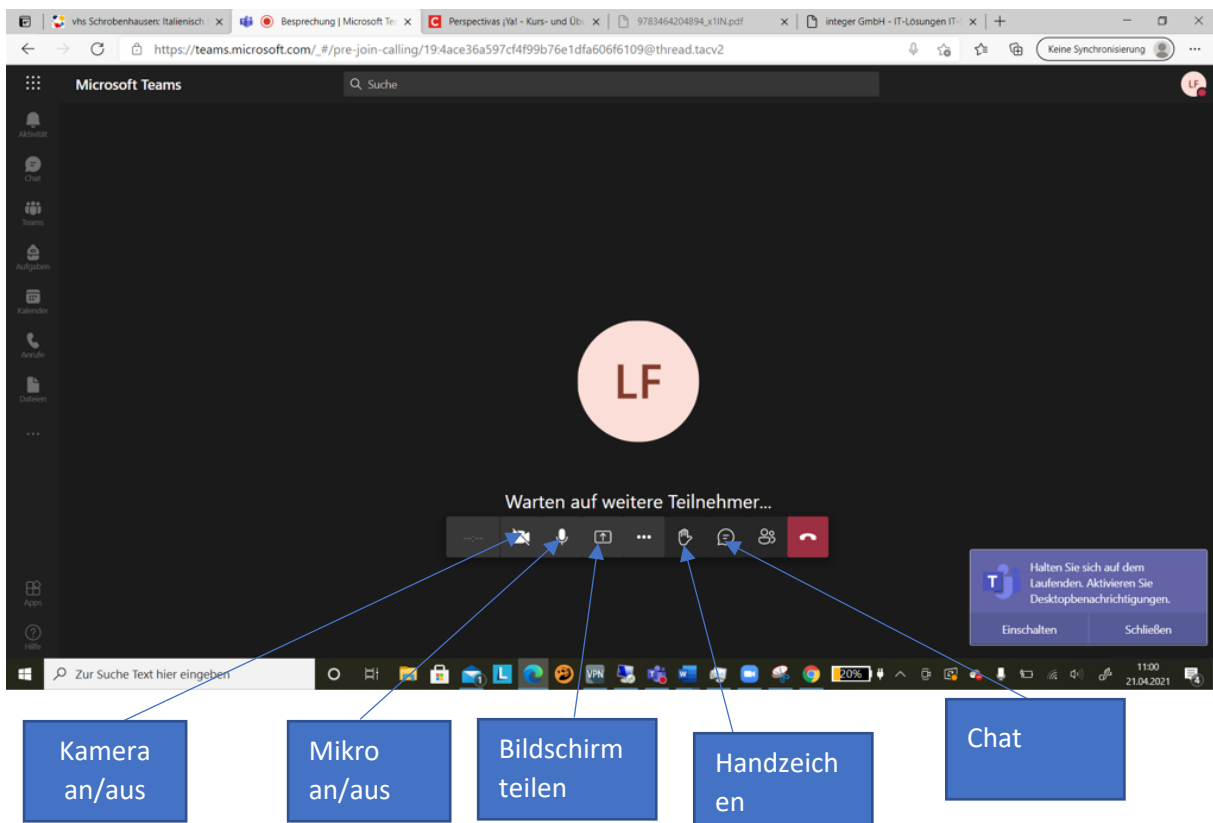 vhs Schrobenhausen: Italienisch
Besprechung | Microsoft Te
Perspectivas ¡Ya! - Kurs- und Übu
9783464204894_x1IN.pdf
integer GmbH - IT-Lösungen IT-
https://teams.microsoft.com/_#/pre-join-calling/19:4ace36a597cf4f99b76e1dfa606f6109@thread.tacv2
Keine Synchronisierung
Microsoft Teams
Suche
LF
Aktivität
Chat
Teams
Aufgaben
Kalender
Anrufe
Dateien
LF
Warten auf weitere Teilnehmer...
--:--
Halten Sie sich auf dem
Laufenden. Aktivieren Sie
Desktopbenachrichtigungen.
Einschalten
Schließen
Apps
Hilfe
Zur Suche Text hier eingeben
L
VPN
20%
11:00
21.04.2021
4
Kamera
an/aus
Mikro
an/aus
Bildschirm
teilen
Handzeich
en
Chat